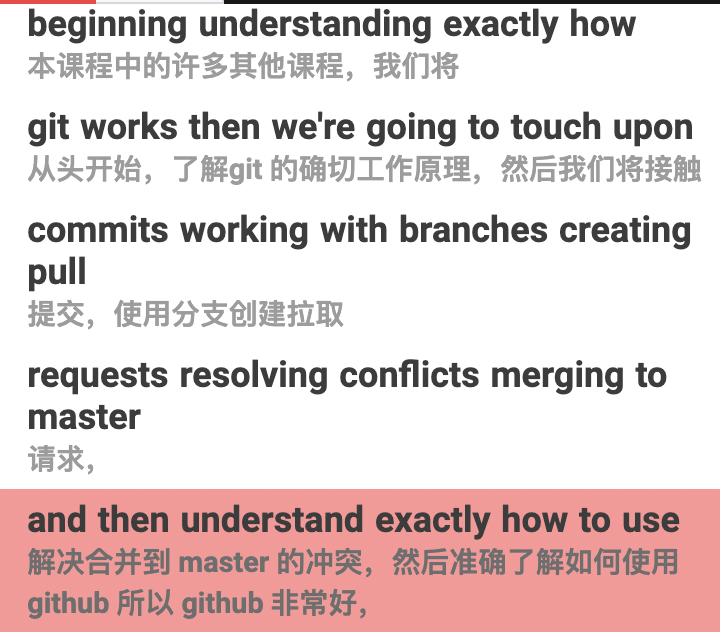 beginning understanding exactly how
本课程中的许多其他课程，我们将
git works then we're going to touch upon
从头开始，了解git 的确切工作原理，然后我们将接触
commits working with branches creating
pull
提交，使用分支创建拉取
requests resolving conflicts merging to
master
请求，
and then understand exactly how to use
解决合并到 master 的冲突，然后准确了解如何使用
github 所以 github 非常好，